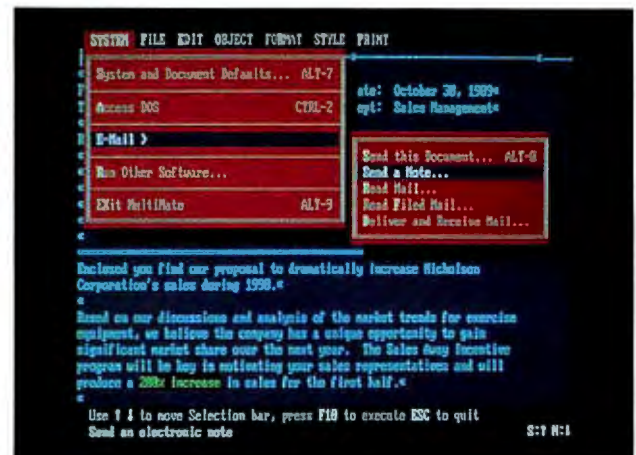 SYSTEM FILE EDIT OBJECT FORMAT STYLE PRINT
System and Document Defaults... ALT-7
ate: October 30, 1989«
Access DOS CTRL-2
ept: Sales Management«
E-Mail >
Send this Document... ALT-8
Run Other Software...
Send a Note...
Read Mail...
EXit MultiMate ALT-9
Read Filed Mail...
Deliver and Receive Mail...
Enclosed you find our proposal to dramatically increase Nicholson
Corporation's sales during 1990.«
«
Based on our discussions and analysis of the market trends for exercise
equipment, we believe the company has a unique opportunity to gain
significant market share over the next year. The Sales Away Incentive
program will be key in motivating your sales representatives and will
produce a 200% increase in sales for the first half.«
«
Use ↑ ↓ to move Selection bar, press F10 to execute ESC to quit
Send an electronic note S:↑ N:↓